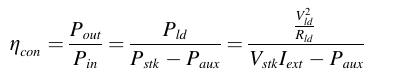 η_con = P_out / P_in = P_ld / (P_stk − P_aux) = (V_ld^2 / R_ld) / (V_stk I_ext − P_aux)